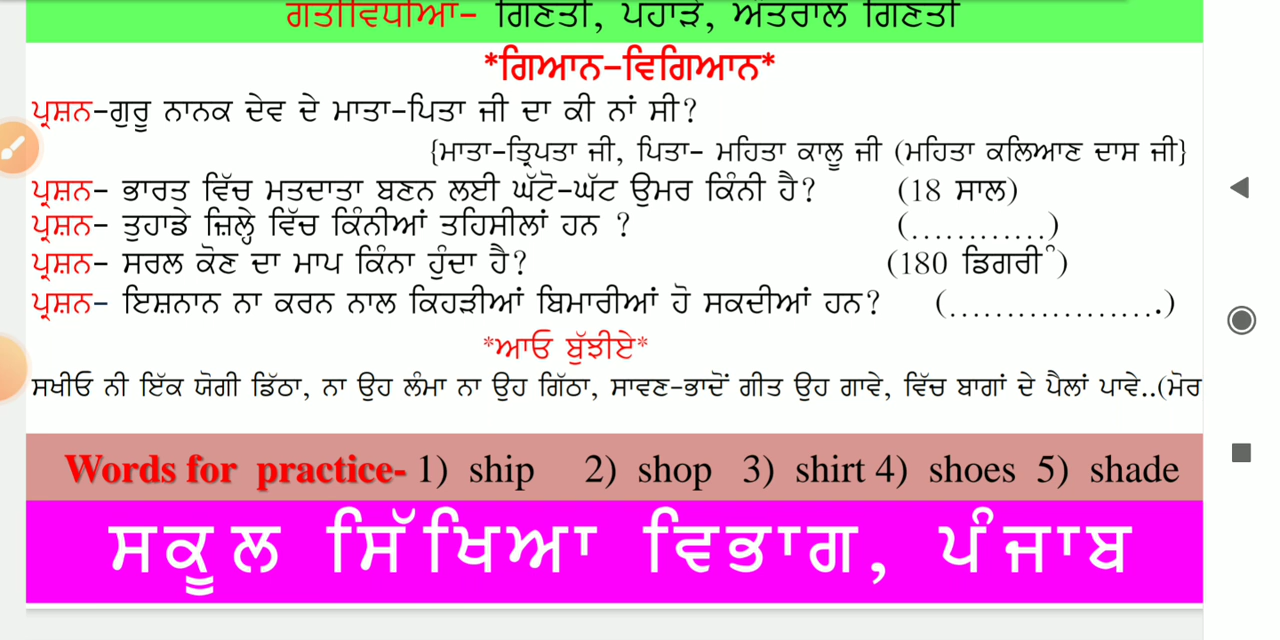 ਗਤੀਵਿਧੀਆਂ- ਗਿਣਤੀ, ਪਹਾੜੇ, ਅੰਤਰਾਲ ਗਿਣਤੀ
*ਗਿਆਨ-ਵਿਗਿਆਨ*
ਪ੍ਰਸ਼ਨ-ਗੁਰੂ ਨਾਨਕ ਦੇਵ ਦੇ ਮਾਤਾ-ਪਿਤਾ ਜੀ ਦਾ ਕੀ ਨਾਂ ਸੀ?
{ਮਾਤਾ-ਤ੍ਰਿਪਤਾ ਜੀ, ਪਿਤਾ- ਮਹਿਤਾ ਕਾਲੂ ਜੀ (ਮਹਿਤਾ ਕਲਿਆਣ ਦਾਸ ਜੀ}
ਪ੍ਰਸ਼ਨ- ਭਾਰਤ ਵਿੱਚ ਮਤਦਾਤਾ ਬਣਨ ਲਈ ਘੱਟੋ-ਘੱਟ ਉਮਰ ਕਿੰਨੀ ਹੈ? (18 ਸਾਲ)
ਪ੍ਰਸ਼ਨ- ਤੁਹਾਡੇ ਜ਼ਿਲ੍ਹੇ ਵਿੱਚ ਕਿੰਨੀਆਂ ਤਹਿਸੀਲਾਂ ਹਨ ? (............)
ਪ੍ਰਸ਼ਨ- ਸਰਲ ਕੋਣ ਦਾ ਮਾਪ ਕਿੰਨਾ ਹੁੰਦਾ ਹੈ? (180 ਡਿਗਰੀ°)
ਪ੍ਰਸ਼ਨ- ਇਸ਼ਨਾਨ ਨਾ ਕਰਨ ਨਾਲ ਕਿਹੜੀਆਂ ਬਿਮਾਰੀਆਂ ਹੋ ਸਕਦੀਆਂ ਹਨ? (...................)
*ਆਓ ਬੁੱਝੀਏ*
ਸਖੀਓ ਨੀ ਇੱਕ ਯੋਗੀ ਡਿੱਠਾ, ਨਾ ਉਹ ਲੰਮਾ ਨਾ ਉਹ ਗਿੱਠਾ, ਸਾਵਣ-ਭਾਦੋਂ ਗੀਤ ਉਹ ਗਾਵੇ, ਵਿੱਚ ਬਾਗਾਂ ਦੇ ਪੈਲਾਂ ਪਾਵੇ..(ਮੋਰ
Words for practice- 1) ship 2) shop 3) shirt 4) shoes 5) shade
ਸਕੂਲ ਸਿੱਖਿਆ ਵਿਭਾਗ, ਪੰਜਾਬ